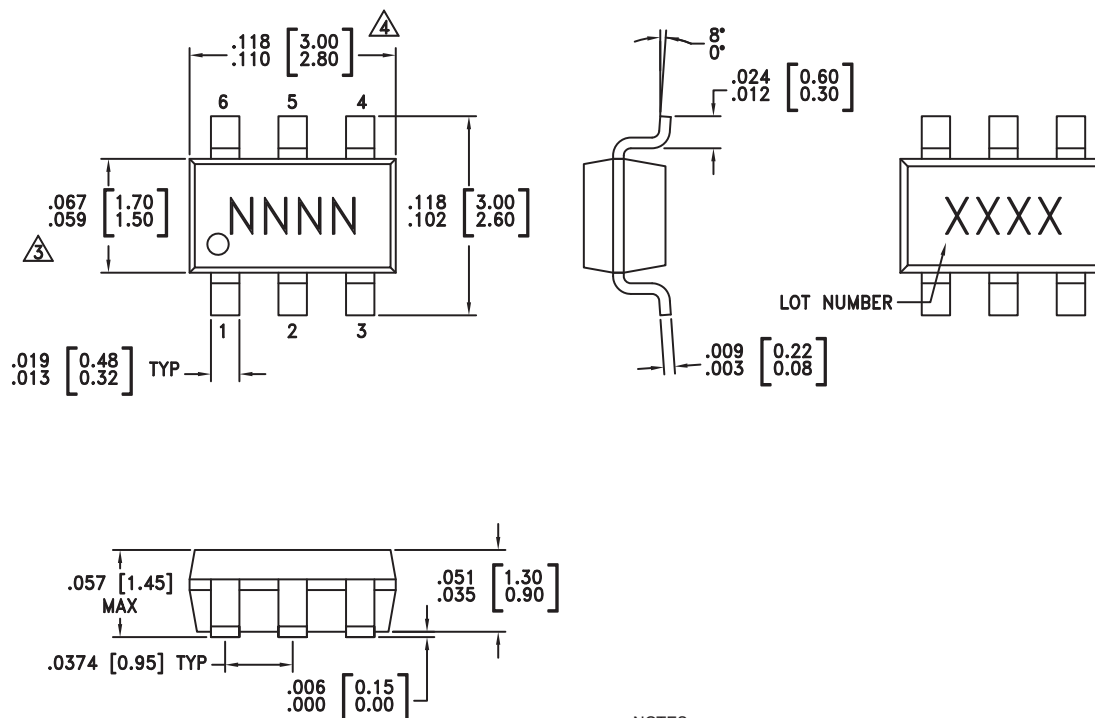 .118 [3.00]
.110 [2.80]
4
6 5 4
.067 [1.70]
.059 [1.50]
3
NNNN
.118 [3.00]
.102 [2.60]
1 2 3
.019 [0.48] TYP
.013 [0.32]
8°
0°
.024 [0.60]
.012 [0.30]
.009 [0.22]
.003 [0.08]
XXXX
LOT NUMBER
.057 [1.45]
MAX
.051 [1.30]
.035 [0.90]
.0374 [0.95] TYP
.006 [0.15]
.000 [0.00]